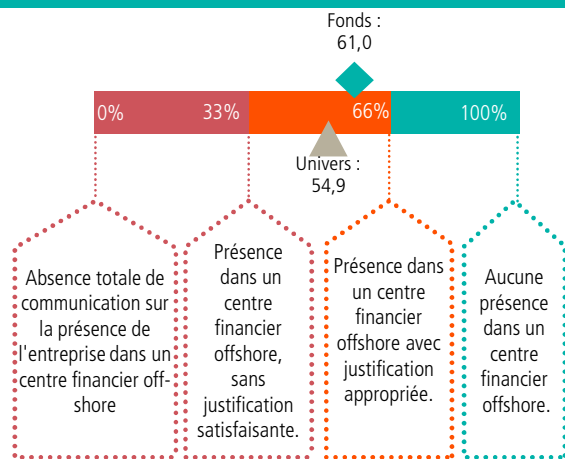 Fonds :
61,0
0%
33%
66%
100%
Univers :
54,9
Absence totale de
communication sur
la présence de
l'entreprise dans un
centre financier off-
shore
Présence
dans un
centre
financier
offshore,
sans
justification
satisfaisante.
Présence dans
un centre
financier
offshore avec
justification
appropriée.
Aucune
présence
dans un
centre
financier
offshore.